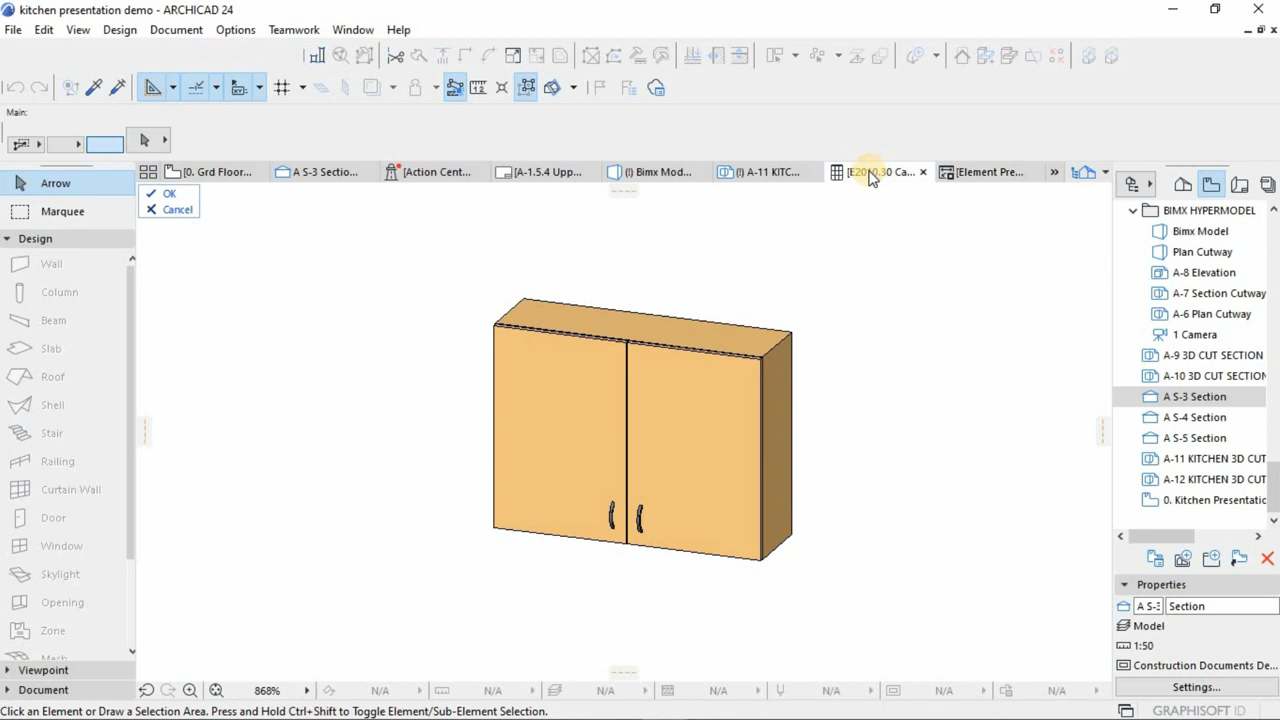 kitchen presentation demo - ARCHICAD 24
File Edit View Design Document Options Teamwork Window Help
Main:
Arrow
Marquee
Design
Wall
Column
Beam
Slab
Roof
Shell
Stair
Railing
Curtain Wall
Door
Window
Skylight
Opening
Zone
Mesh
Viewpoint
Document
[0. Grd Floor... A S-3 Sectio... [Action Cent... [A-1.5.4 Upp... (!) Bimx Mod... (!) A-11 KITC... [Element Pre... »
OK
Cancel
BIMX HYPERMODEL
Bimx Model
Plan Cutway
A-8 Elevation
A-7 Section Cutway
A-6 Plan Cutway
1 Camera
A-9 3D CUT SECTION
A-10 3D CUT SECTION
A S-3 Section
A S-4 Section
A S-5 Section
A-11 KITCHEN 3D CUT
A-12 KITCHEN 3D CUT
0. Kitchen Presentatic
Properties
A S-3 Section
Model
1:50
Construction Documents De...
Settings...
868% N/A N/A N/A N/A N/A N/A N/A
Click an Element or Draw a Selection Area. Press and Hold Ctrl+Shift to Toggle Element/Sub-Element Selection.
GRAPHISOFT ID